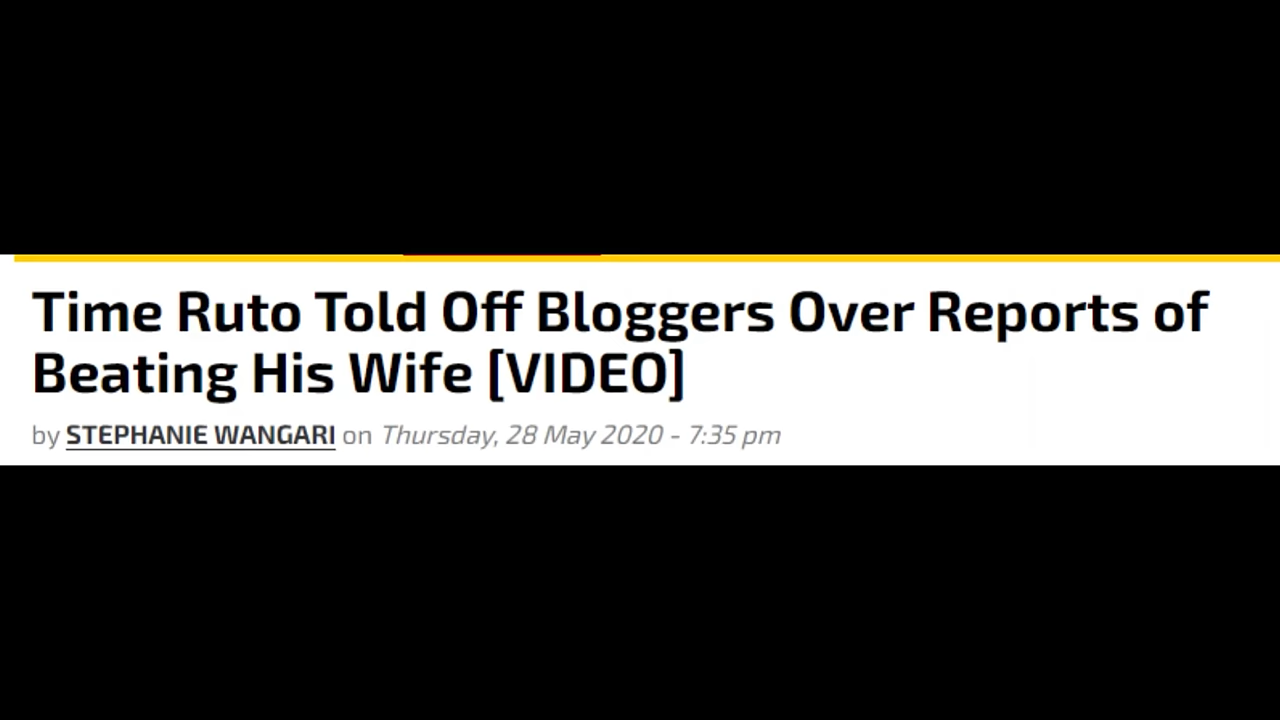 Time Ruto Told Off Bloggers Over Reports of
Beating His Wife [VIDEO]
by STEPHANIE WANGARI on Thursday, 28 May 2020 - 7:35 pm